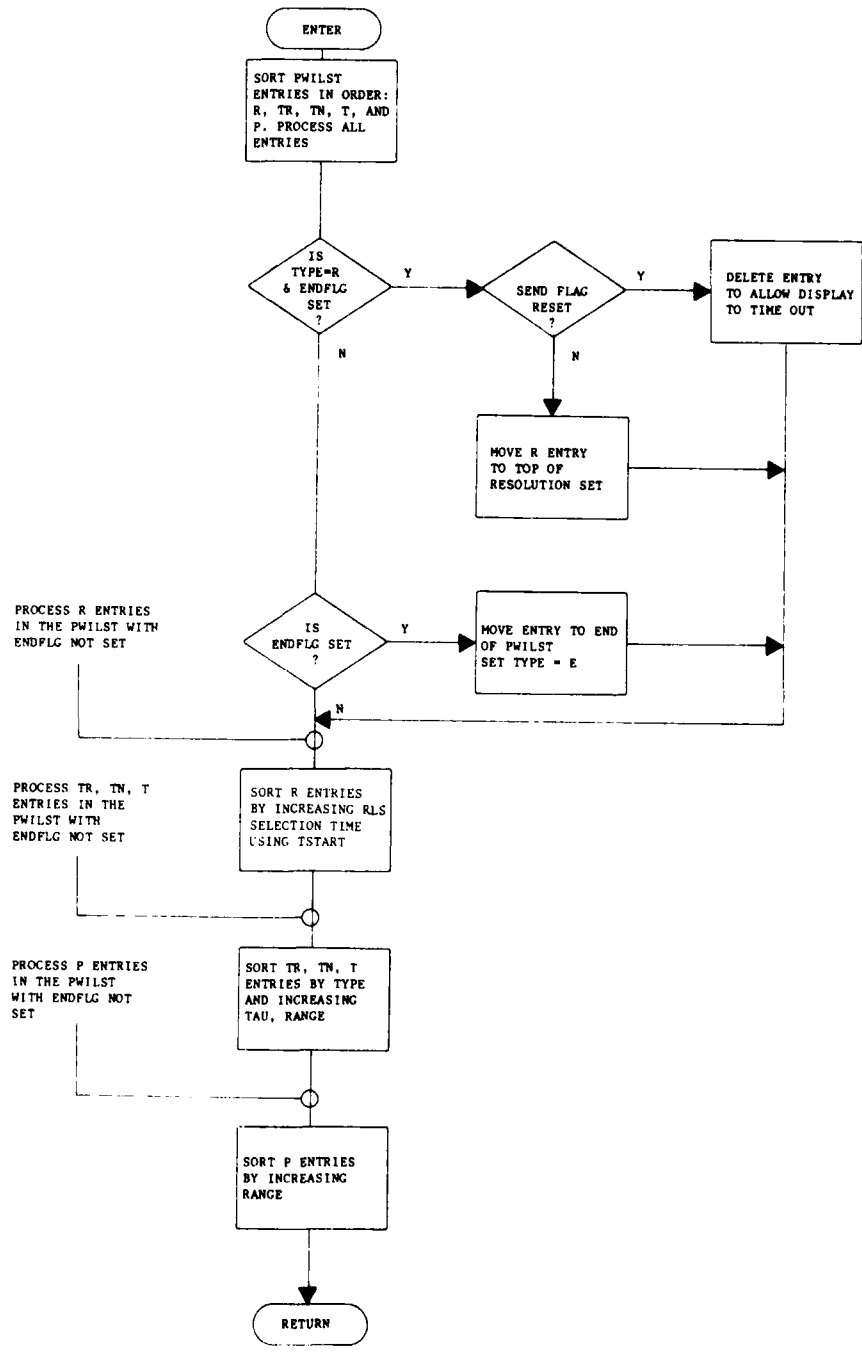 ENTER
SORT PWILST
ENTRIES IN ORDER:
R, TR, TN, T, AND
P. PROCESS ALL
ENTRIES
IS
TYPE=R
& ENDFLG
SET
?
Y
SEND FLAG
RESET
?
Y
DELETE ENTRY
TO ALLOW DISPLAY
TO TIME OUT
N
N
MOVE R ENTRY
TO TOP OF
RESOLUTION SET
PROCESS R ENTRIES
IN THE PWILST WITH
ENDFLG NOT SET
IS
ENDFLG SET
?
Y
MOVE ENTRY TO END
OF PWILST
SET TYPE = E
N
PROCESS TR, TN, T
ENTRIES IN THE
PWILST WITH
ENDFLG NOT SET
SORT R ENTRIES
BY INCREASING RLS
SELECTION TIME
USING TSTART
PROCESS P ENTRIES
IN THE PWILST
WITH ENDFLG NOT
SET
SORT TR, TN, T
ENTRIES BY TYPE
AND INCREASING
TAU, RANGE
SORT P ENTRIES
BY INCREASING
RANGE
RETURN